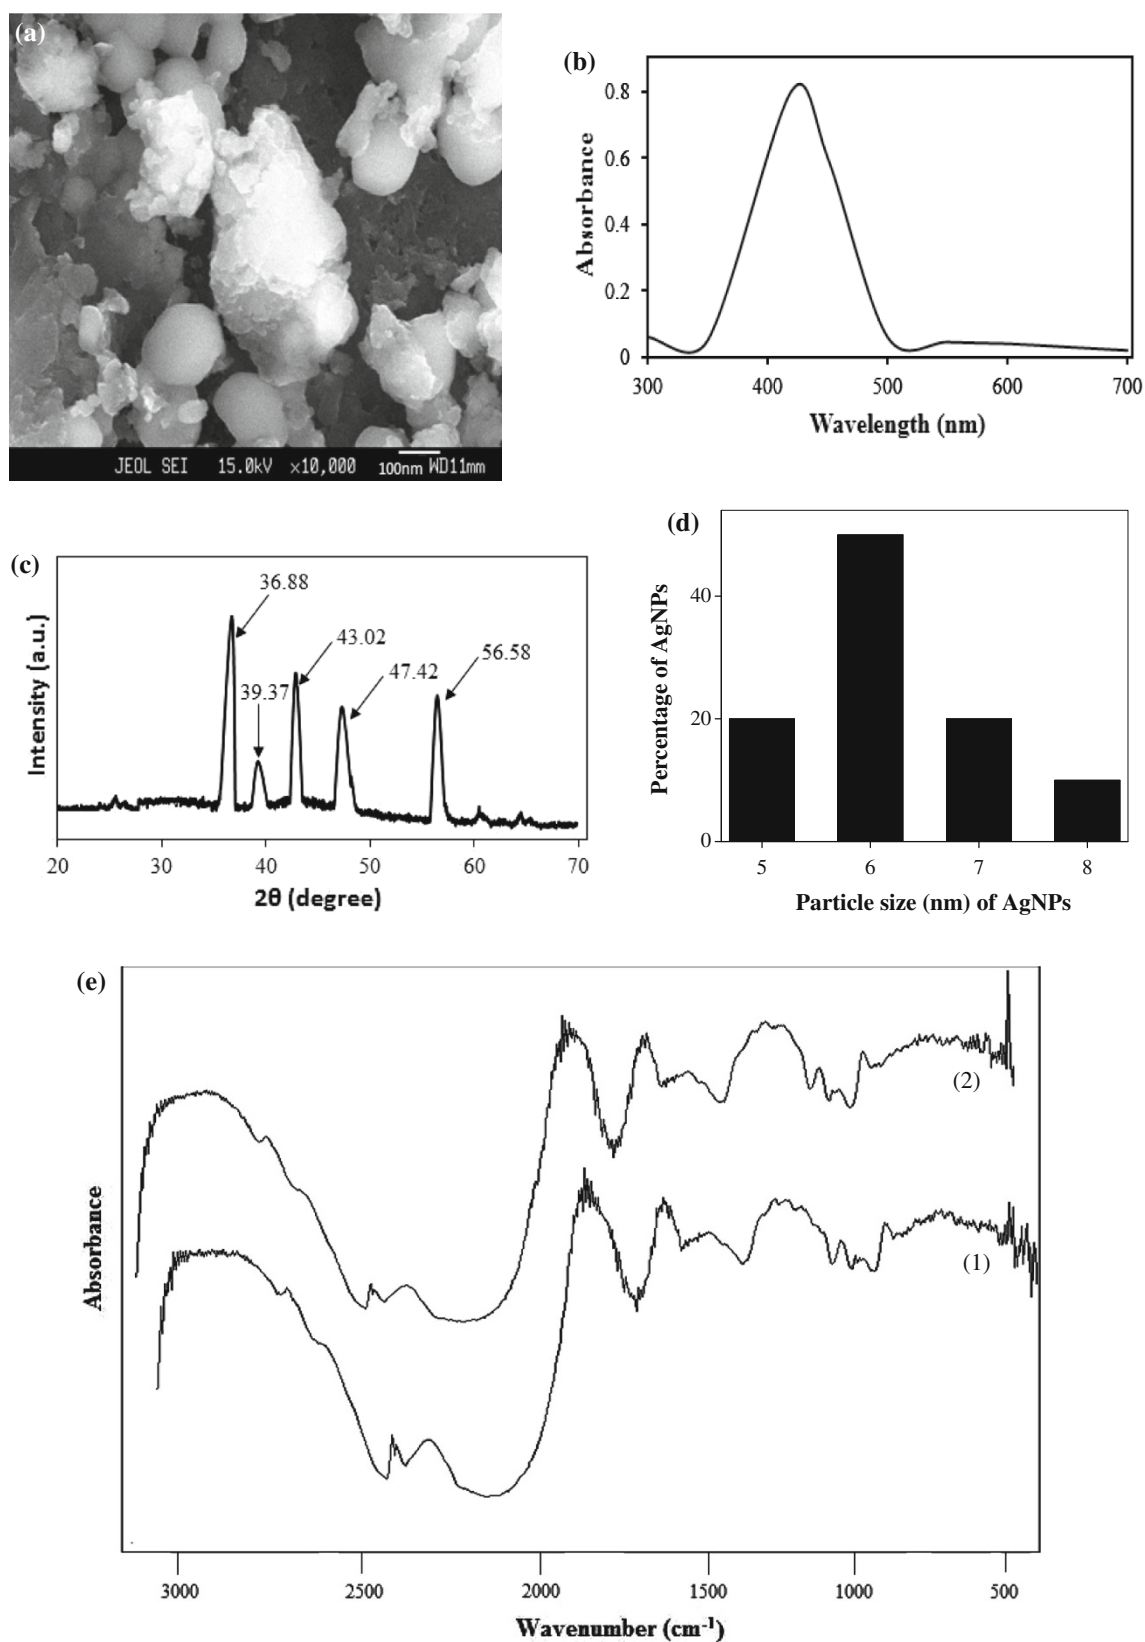 (a)
JEOL SEI 15.0kV ×10,000 100nm WD11mm
(b)
Absorbance
0.8
0.6
0.4
0.2
0
300 400 500 600 700
Wavelength (nm)
(c)
Intensity (a.u.)
36.88
39.37
43.02
47.42
56.58
20 30 40 50 60 70
2θ (degree)
(d)
Percentage of AgNPs
40
20
0
5 6 7 8
Particle size (nm) of AgNPs
(e)
Absorbance
(2)
(1)
3000 2500 2000 1500 1000 500
Wavenumber (cm⁻¹)